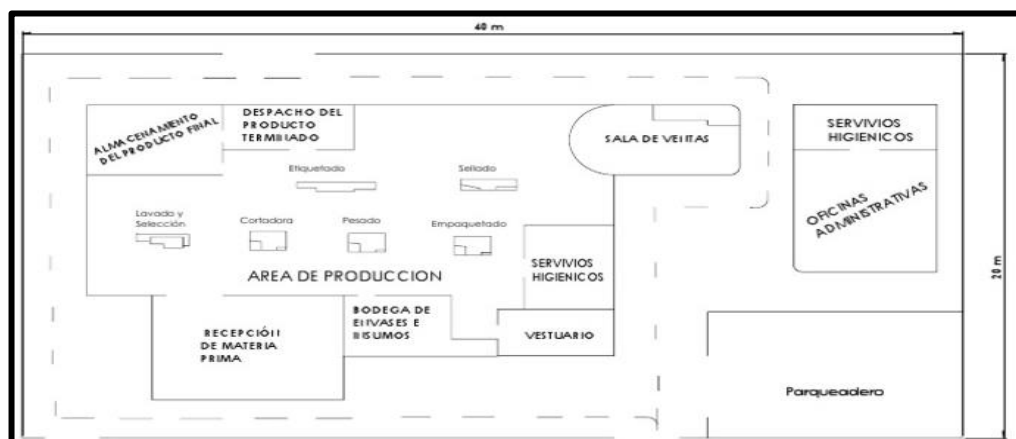 40 m
ALMACENAMIENTO
DEL PRODUCTO FINAL
DESPACHO DEL
PRODUCTO
TERMINADO
SALA DE VENTAS
SERVIVIOS
HIGIENICOS
Etiquetado
Sellado
OFICINAS
ADMINISTRATIVAS
Lavado y
Selección
Cortadora
Pesado
Empaquetado
SERVIVIOS
HIGIENICOS
AREA DE PRODUCCION
20 m
BODEGA DE
ENVASES E
INSUMOS
RECEPCIÓN
DE MATERIA
PRIMA
VESTUARIO
Parqueadero